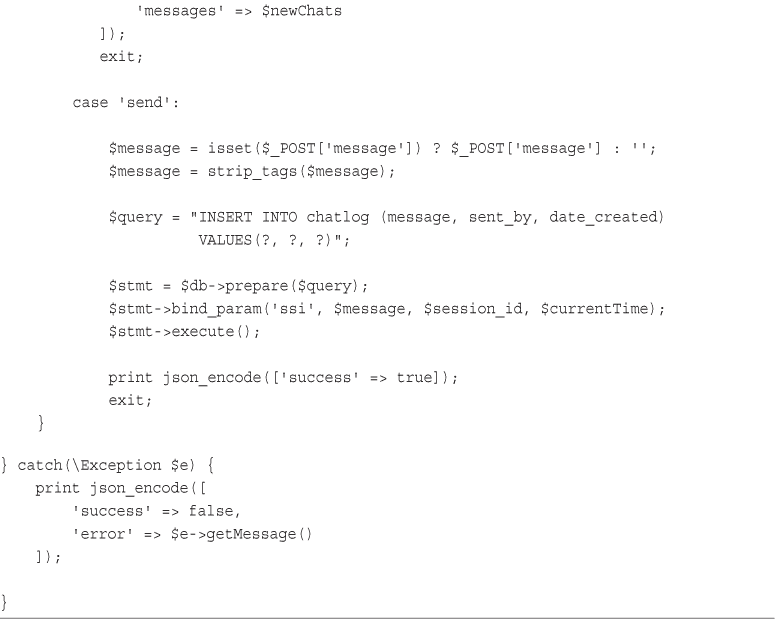 'messages' => $newChats
]);
exit;
case 'send':
$message = isset($_POST['message']) ? $_POST['message'] : '';
$message = strip_tags($message);
$query = "INSERT INTO chatlog (message, sent_by, date_created)
VALUES(?, ?, ?)";
$stmt = $db->prepare($query);
$stmt->bind_param('ssi', $message, $session_id, $currentTime);
$stmt->execute();
print json_encode(['success' => true]);
exit;
}
} catch(\Exception $e) {
print json_encode([
'success' => false,
'error' => $e->getMessage()
]);
}